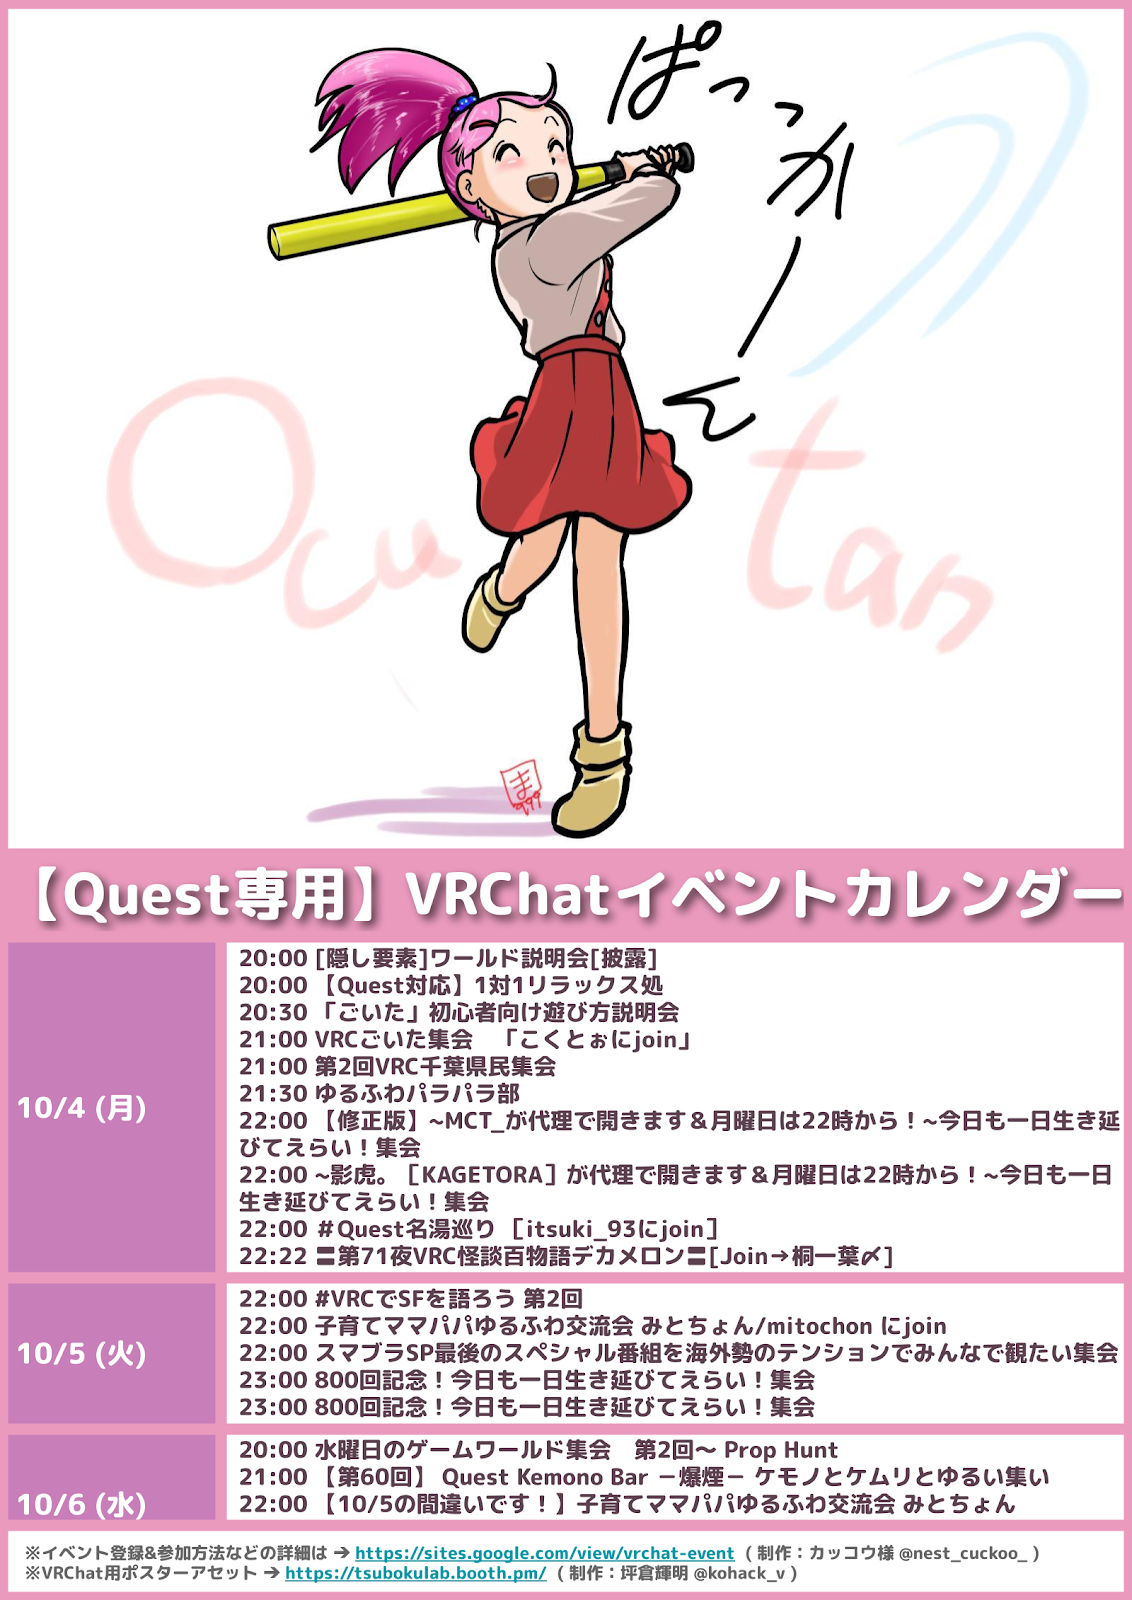 ぱっっかーん
Ocu tan
ま
999
【Quest専用】VRChatイベントカレンダー
10/4 (月)
20:00 [隠し要素]ワールド説明会[披露]
20:00 【Quest対応】1対1リラックス処
20:30 「ごいた」初心者向け遊び方説明会
21:00 VRCごいた集会　「こくとぉにjoin」
21:00 第2回VRC千葉県民集会
21:30 ゆるふわパラパラ部
22:00 【修正版】~MCT_が代理で開きます＆月曜日は22時から！~今日も一日生き延
びてえらい！集会
22:00 ~影虎。［KAGETORA］が代理で開きます＆月曜日は22時から！~今日も一日
生き延びてえらい！集会
22:00 ＃Quest名湯巡り ［itsuki_93にjoin］
22:22 〓第71夜VRC怪談百物語デカメロン〓[Join→桐一葉〆]
10/5 (火)
22:00 #VRCでSFを語ろう 第2回
22:00 子育てママパパゆるふわ交流会 みとちょん/mitochon にjoin
22:00 スマブラSP最後のスペシャル番組を海外勢のテンションでみんなで観たい集会
23:00 800回記念！今日も一日生き延びてえらい！集会
23:00 800回記念！今日も一日生き延びてえらい！集会
10/6 (水)
20:00 水曜日のゲームワールド集会　第2回～ Prop Hunt
21:00 【第60回】 Quest Kemono Bar －爆煙－ ケモノとケムリとゆるい集い
22:00 【10/5の間違いです！】子育てママパパゆるふわ交流会 みとちょん
※イベント登録&参加方法などの詳細は → https://sites.google.com/view/vrchat-event （ 制作：カッコウ様 @nest_cuckoo_ ）
※VRChat用ポスターアセット → https://tsubokulab.booth.pm/ （ 制作：坪倉輝明 @kohack_v ）